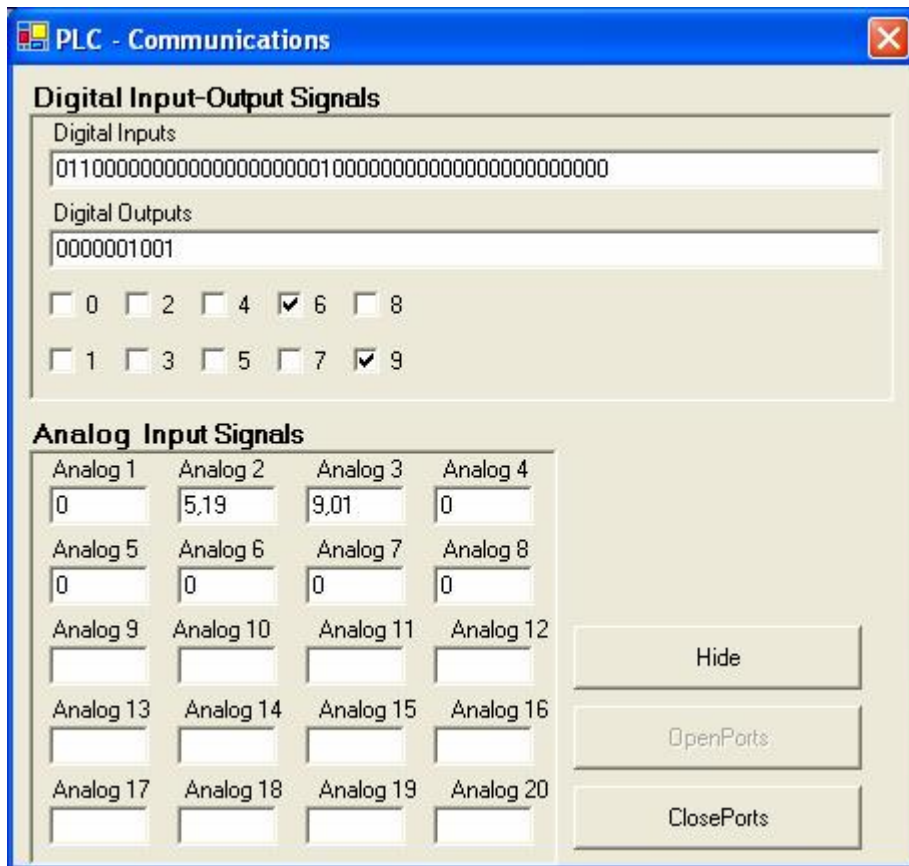 PLC - Communications
Digital Input-Output Signals
Digital Inputs
Digital Outputs
0000001001
0 2 4 6 8
1 3 5 7 9
Analog Input Signals
Analog 1 Analog 2 Analog 3 Analog 4
0 5,19 9,01 0
Analog 5 Analog 6 Analog 7 Analog 8
0 0 0 0
Analog 9 Analog 10 Analog 11 Analog 12
Hide
Analog 13 Analog 14 Analog 15 Analog 16
OpenPorts
Analog 17 Analog 18 Analog 19 Analog 20
ClosePorts